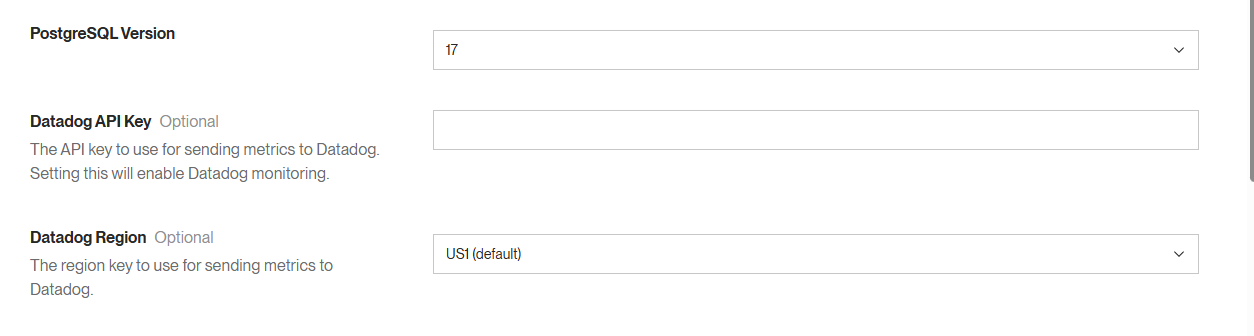 PostgreSQL Version
17
Datadog API Key Optional
The API key to use for sending metrics to Datadog.
Setting this will enable Datadog monitoring.
Datadog Region Optional
US1 (default)
The region key to use for sending metrics to
Datadog.